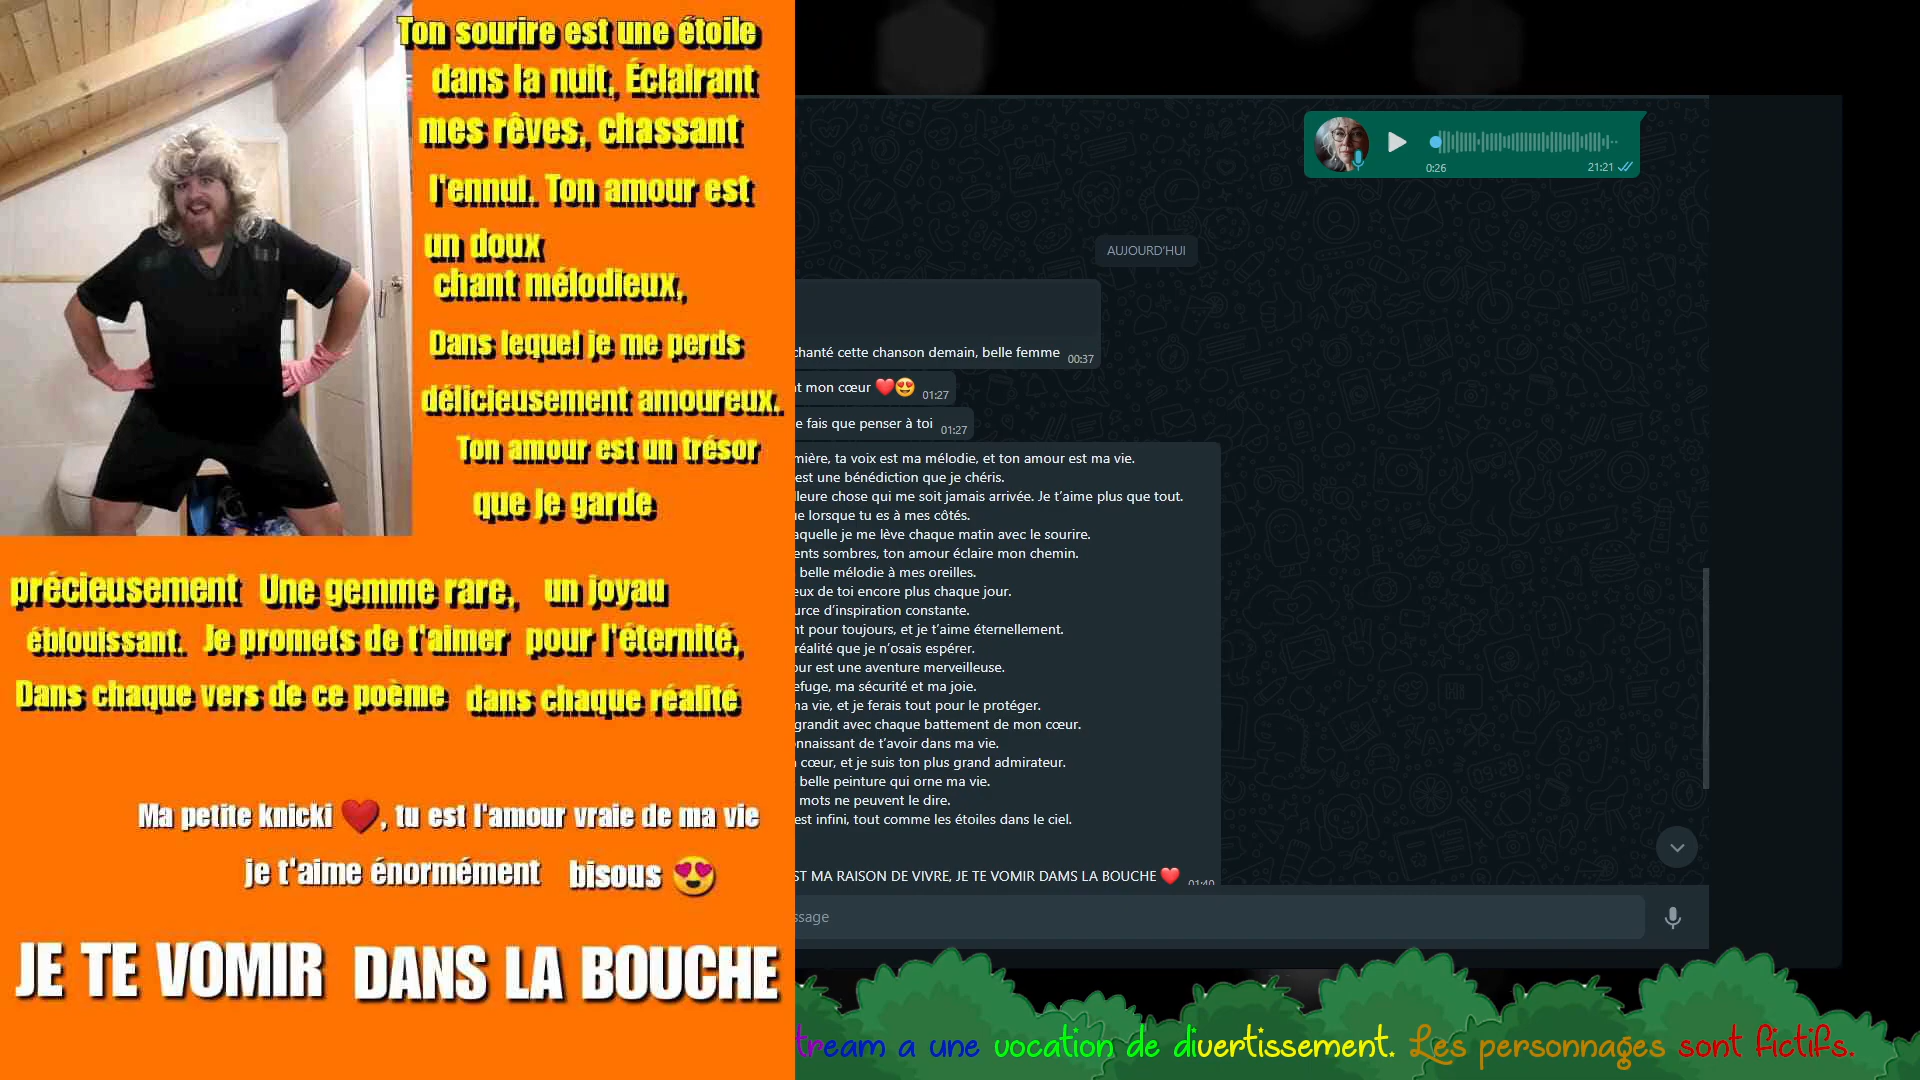 Ton sourire est une étoile
dans la nuit, Éclairant
mes rêves, chassant
l'ennui. Ton amour est
un doux
chant mélodieux,
Dans lequel je me perds
délicieusement amoureux.
Ton amour est un trésor
que je garde
précieusement Une gemme rare, un joyau
éblouissant. Je promets de t'aimer pour l'éternité,
Dans chaque vers de ce poème dans chaque réalité
Ma petite knicki ❤️, tu est l'amour vraie de ma vie
je t'aime énormément bisous 😍
JE TE VOMIR DANS LA BOUCHE
0:26 21:21
AUJOURD'HUI
chanté cette chanson demain, belle femme 00:37
t mon cœur ❤️😍 01:27
e fais que penser à toi 01:27
mière, ta voix est ma mélodie, et ton amour est ma vie.
est une bénédiction que je chéris.
lleure chose qui me soit jamais arrivée. Je t'aime plus que tout.
ue lorsque tu es à mes côtés.
aquelle je me lève chaque matin avec le sourire.
ents sombres, ton amour éclaire mon chemin.
belle mélodie à mes oreilles.
eux de toi encore plus chaque jour.
urce d'inspiration constante.
nt pour toujours, et je t'aime éternellement.
réalité que je n'osais espérer.
our est une aventure merveilleuse.
efuge, ma sécurité et ma joie.
ma vie, et je ferais tout pour le protéger.
grandit avec chaque battement de mon cœur.
onnaissant de t'avoir dans ma vie.
cœur, et je suis ton plus grand admirateur.
belle peinture qui orne ma vie.
mots ne peuvent le dire.
est infini, tout comme les étoiles dans le ciel.
ST MA RAISON DE VIVRE, JE TE VOMIR DAMS LA BOUCHE ❤️ 01:40
ssage
tream a une vocation de divertissement. Les personnages sont fictifs.